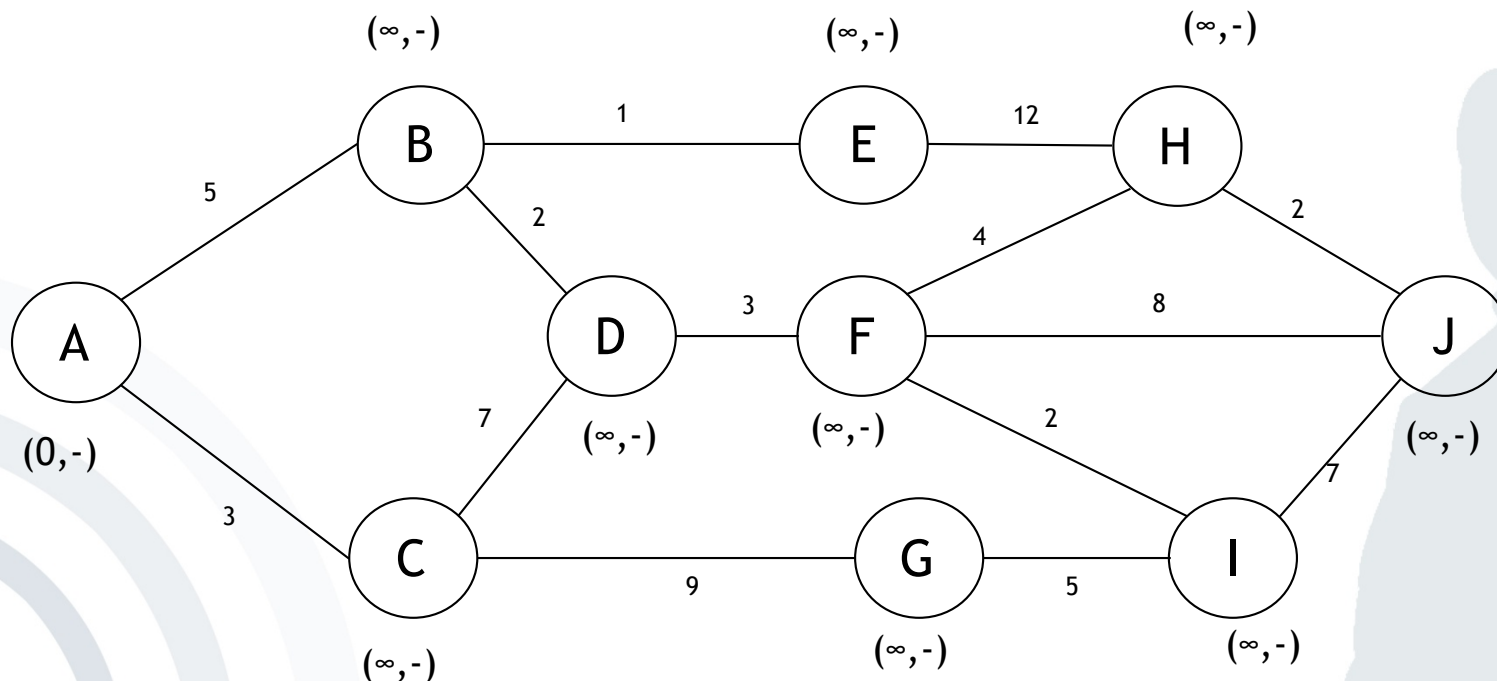 (∞,-) (∞,-) (∞,-)
B 1 E 12 H
5 2 4 2
A D 3 F 8 J
(0,-) 7 (∞,-) (∞,-) 2 (∞,-)
3 7
C 9 G 5 I
(∞,-) (∞,-) (∞,-)